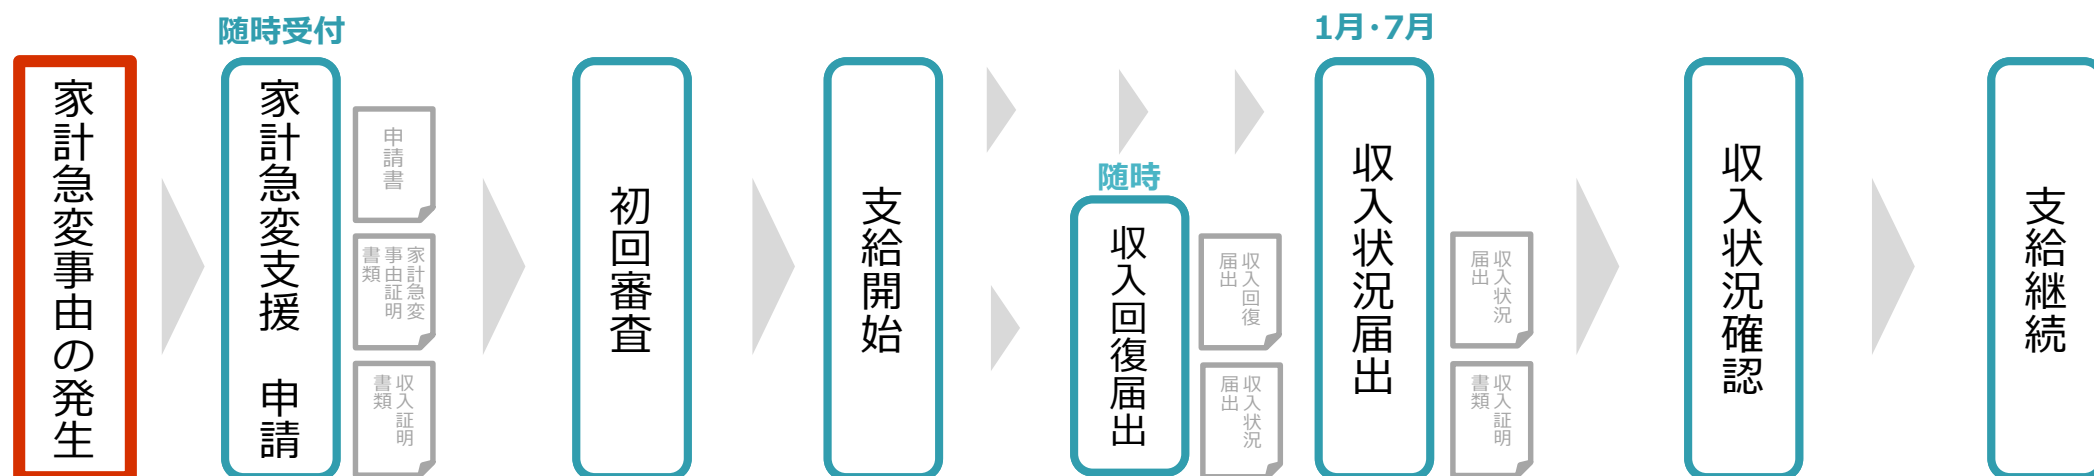 随時受付
1月・7月
家計急変事由の発生
家計急変支援 申請
申請書
家計急変
事由証明
書類
収入証明
書類
初回審査
支給開始
随時
収入回復届出
収入回復
届出
収入状況
届出
収入状況届出
収入状況
届出
収入証明
書類
収入状況確認
支給継続